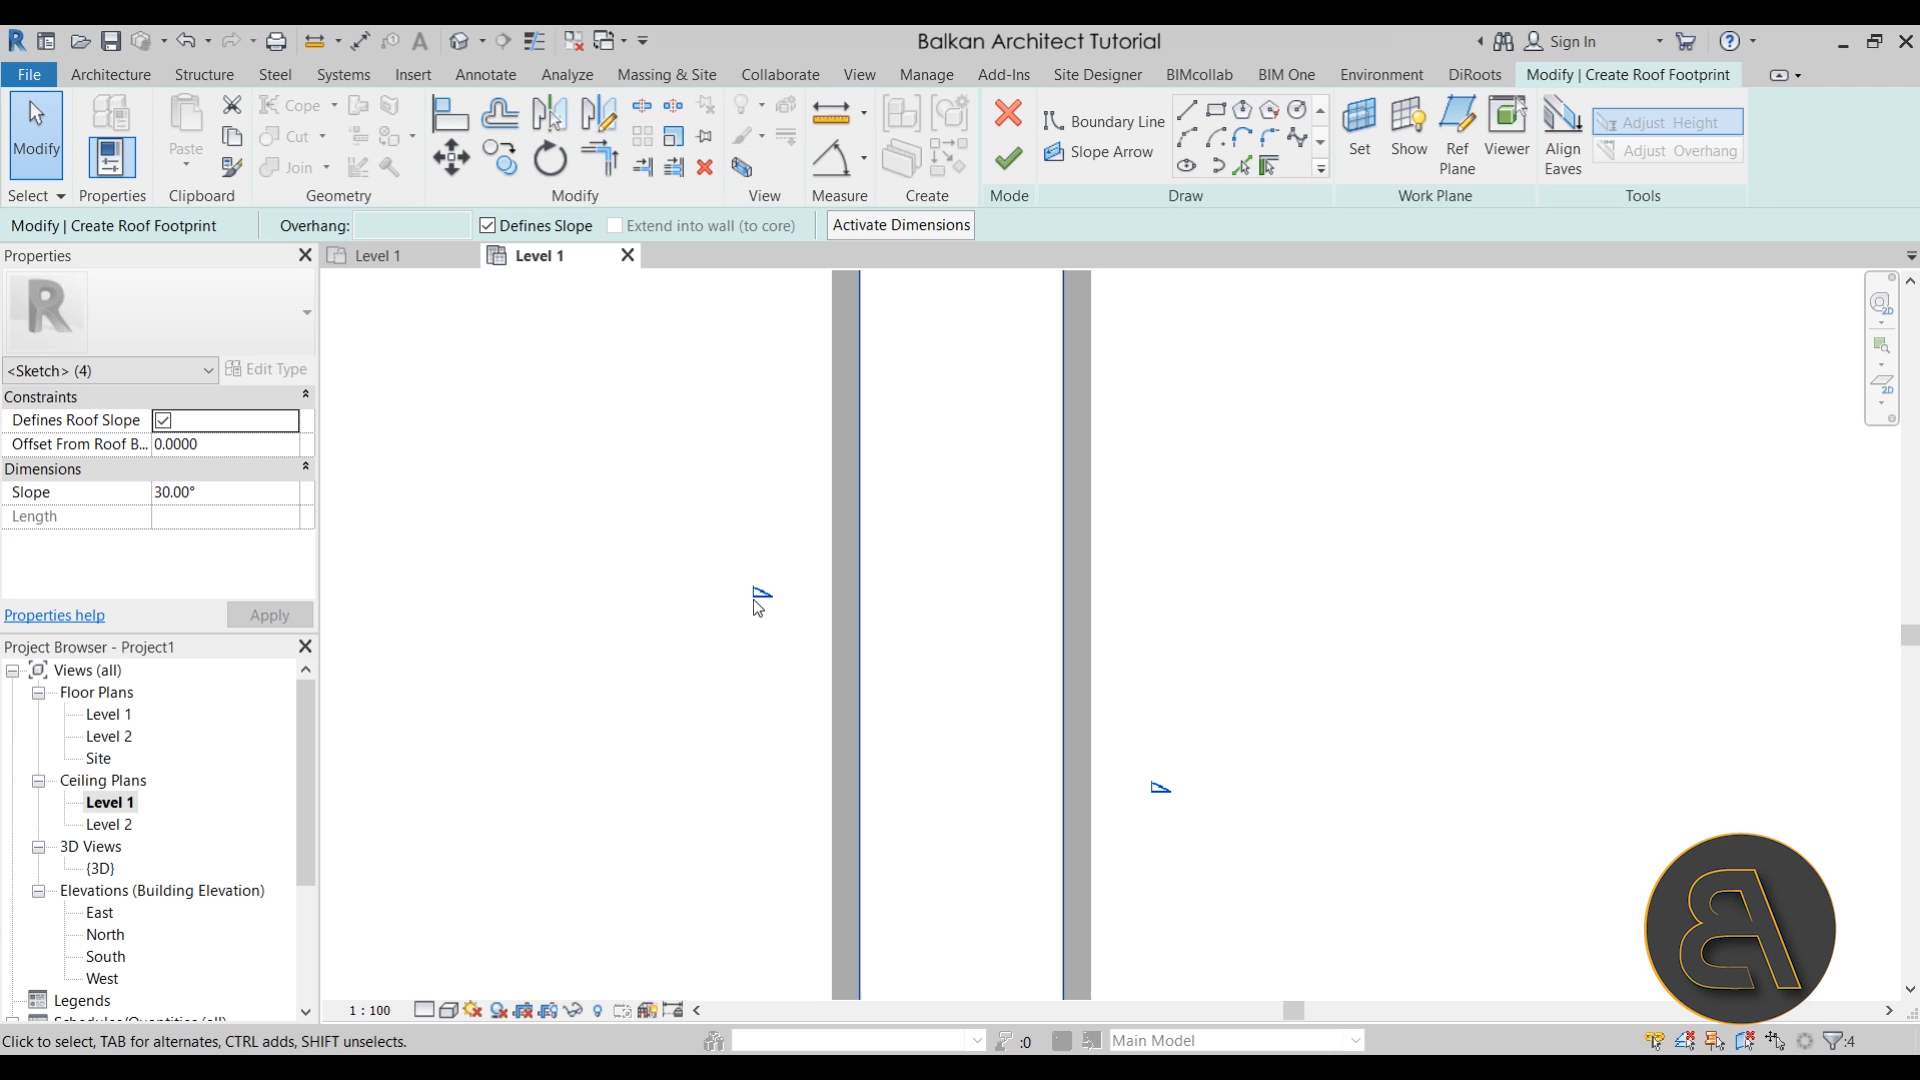 Balkan Architect Tutorial
Sign In
File Architecture Structure Steel Systems Insert Annotate Analyze Massing & Site Collaborate View Manage Add-Ins Site Designer BIMcollab BIM One Environment DiRoots Modify | Create Roof Footprint
Modify
Paste
Cope
Cut
Join
Boundary Line
Slope Arrow
Set
Show
Ref
Plane
Viewer
Align
Eaves
Adjust Height
Adjust Overhang
Select Properties Clipboard Geometry Modify View Measure Create Mode Draw Work Plane Tools
Modify | Create Roof Footprint Overhang: Defines Slope Extend into wall (to core) Activate Dimensions
Properties
Level 1
Level 1
R
<Sketch> (4)
Edit Type
Constraints
Defines Roof Slope
Offset From Roof B... 0.0000
Dimensions
Slope 30.00°
Length
Properties help
Apply
Project Browser - Project1
Views (all)
Floor Plans
Level 1
Level 2
Site
Ceiling Plans
Level 1
Level 2
3D Views
{3D}
Elevations (Building Elevation)
East
North
South
West
Legends
2D
2D
1 : 100
Click to select, TAB for alternates, CTRL adds, SHIFT unselects.
:0
Main Model
:4